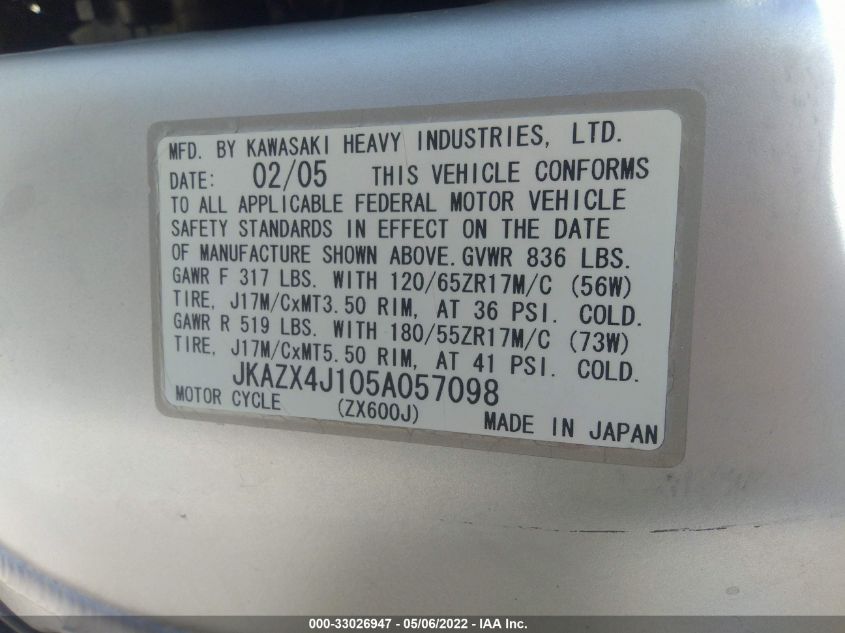 MFD. BY KAWASAKI HEAVY INDUSTRIES, LTD.
DATE: 02/05 THIS VEHICLE CONFORMS
TO ALL APPLICABLE FEDERAL MOTOR VEHICLE
SAFETY STANDARDS IN EFFECT ON THE DATE
OF MANUFACTURE SHOWN ABOVE. GVWR 836 LBS.
GAWR F 317 LBS. WITH 120/65ZR17M/C (56W)
TIRE, J17M/CxMT3.50 RIM, AT 36 PSI. COLD.
GAWR R 519 LBS. WITH 180/55ZR17M/C (73W)
TIRE, J17M/CxMT5.50 RIM, AT 41 PSI. COLD.
JKAZX4J105A057098
MOTOR CYCLE (ZX600J) MADE IN JAPAN
000-33026947 - 05/06/2022 - IAA Inc.